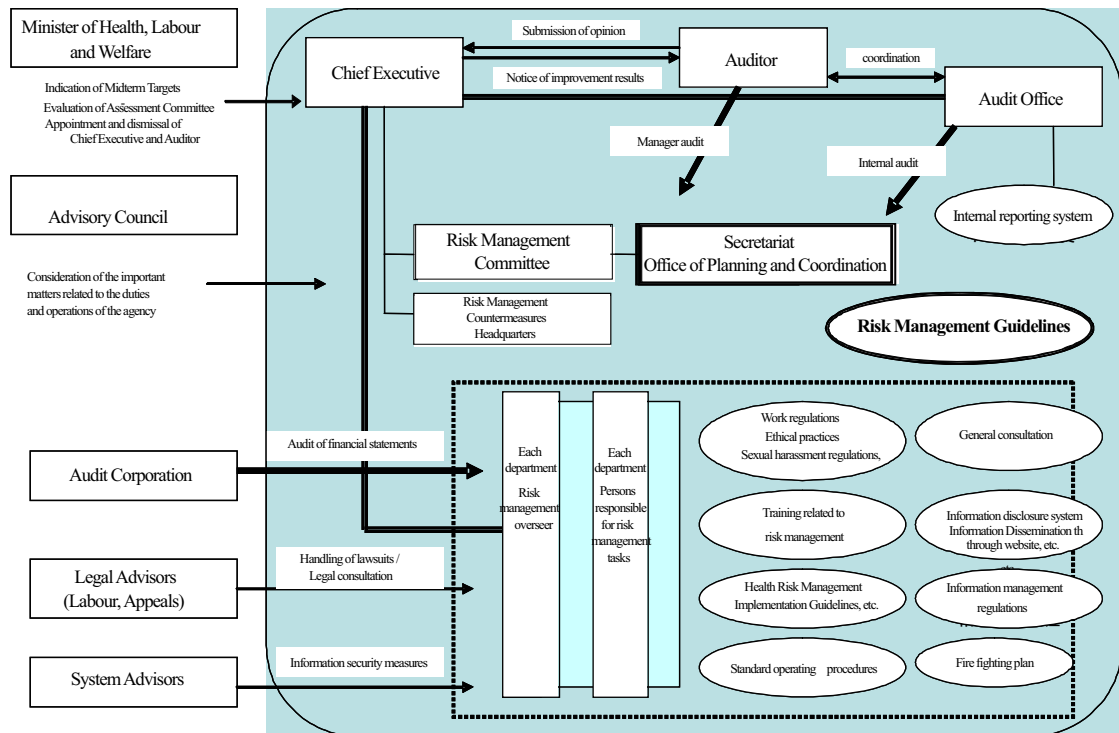 Minister of Health, Labour
and Welfare
Indication of Midterm Targets
Evaluation of Assessment Committee
Appointment and dismissal of
Chief Executive and Auditor
Advisory Council
Consideration of the important
matters related to the duties
and operations of the agency
Audit Corporation
Legal Advisors
(Labour, Appeals)
System Advisors
Chief Executive
Submission of opinion
Notice of improvement results
Auditor
coordination
Audit Office
Manager audit
Internal audit
Internal reporting system
Risk Management
Committee
Secretariat
Office of Planning and Coordination
Risk Management
Countermeasures
Headquarters
Risk Management Guidelines
Audit of financial statements
Handling of lawsuits /
Legal consultation
Information security measures
Each
department
Risk
management
overseer
Each
department
Persons
responsible
for risk
management
tasks
Work regulations
Ethical practices
Sexual harassment regulations,
General consultation
Training related to
risk management
Information disclosure system
Information Dissemination th
through website, etc.
Health Risk Management
Implementation Guidelines, etc.
Information management
regulations
Standard operating procedures
Fire fighting plan